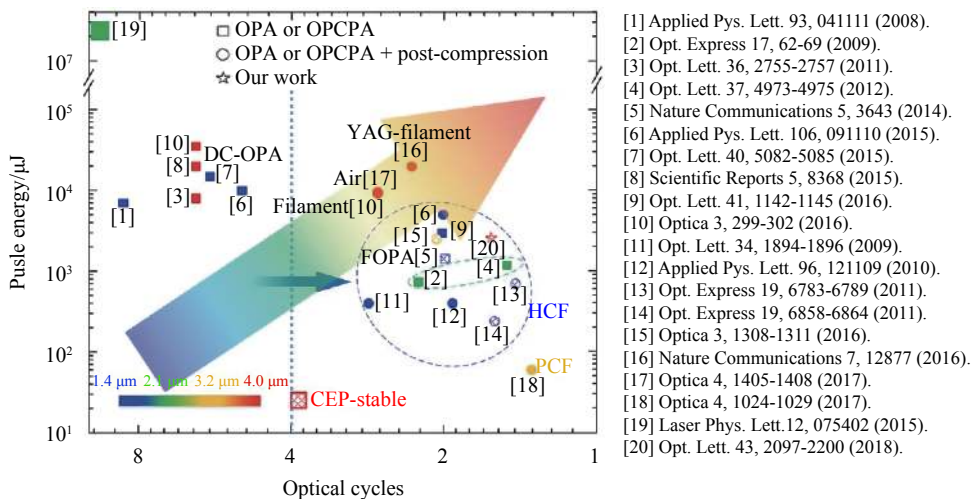 [19]
OPA or OPCPA
OPA or OPCPA + post-compression
Our work
10⁷
10⁵
10⁴
10³
10²
10¹
Pusle energy/μJ
YAG-filament
[16]
[10]
DC-OPA
[8]
[7]
[3]
[6]
[1]
Air[17]
Filament[10]
[6]
[15]
[9]
[20]
FOPA[5]
[4]
[2]
[13]
[11]
[12]
HCF
[14]
PCF
[18]
1.4 μm
2.1 μm
3.2 μm
4.0 μm
CEP-stable
8
4
2
1
Optical cycles
[1] Applied Pys. Lett. 93, 041111 (2008).
[2] Opt. Express 17, 62-69 (2009).
[3] Opt. Lett. 36, 2755-2757 (2011).
[4] Opt. Lett. 37, 4973-4975 (2012).
[5] Nature Communications 5, 3643 (2014).
[6] Applied Pys. Lett. 106, 091110 (2015).
[7] Opt. Lett. 40, 5082-5085 (2015).
[8] Scientific Reports 5, 8368 (2015).
[9] Opt. Lett. 41, 1142-1145 (2016).
[10] Optica 3, 299-302 (2016).
[11] Opt. Lett. 34, 1894-1896 (2009).
[12] Applied Pys. Lett. 96, 121109 (2010).
[13] Opt. Express 19, 6783-6789 (2011).
[14] Opt. Express 19, 6858-6864 (2011).
[15] Optica 3, 1308-1311 (2016).
[16] Nature Communications 7, 12877 (2016).
[17] Optica 4, 1405-1408 (2017).
[18] Optica 4, 1024-1029 (2017).
[19] Laser Phys. Lett.12, 075402 (2015).
[20] Opt. Lett. 43, 2097-2200 (2018).